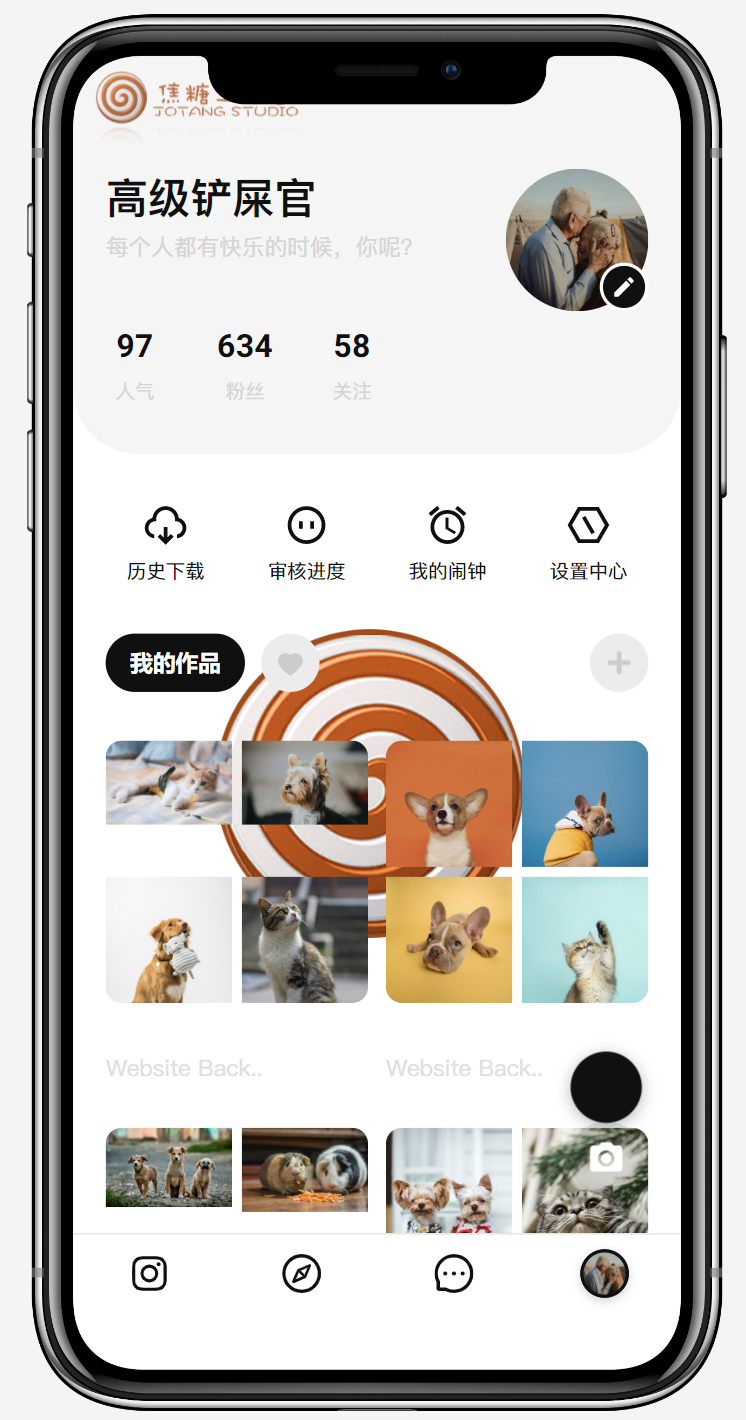 焦糖
JOTANG STUDIO
高级铲屎官
每个人都有快乐的时候，你呢?
97 634 58
人气 粉丝 关注
历史下载 审核进度 我的闹钟 设置中心
我的作品
Website Back.. Website Back..